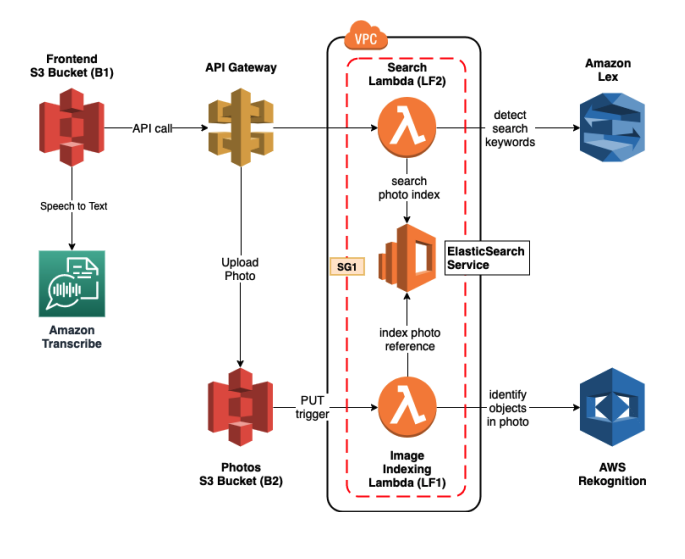 VPC
Frontend
S3 Bucket (B1)
API Gateway
Search
Lambda (LF2)
Amazon
Lex
API call
detect
search
keywords
Speech to Text
search
photo index
Upload
Photo
SG1
ElasticSearch
Service
Amazon
Transcribe
index photo
reference
PUT
trigger
identify
objects
in photo
Photos
S3 Bucket (B2)
Image
Indexing
Lambda (LF1)
AWS
Rekognition